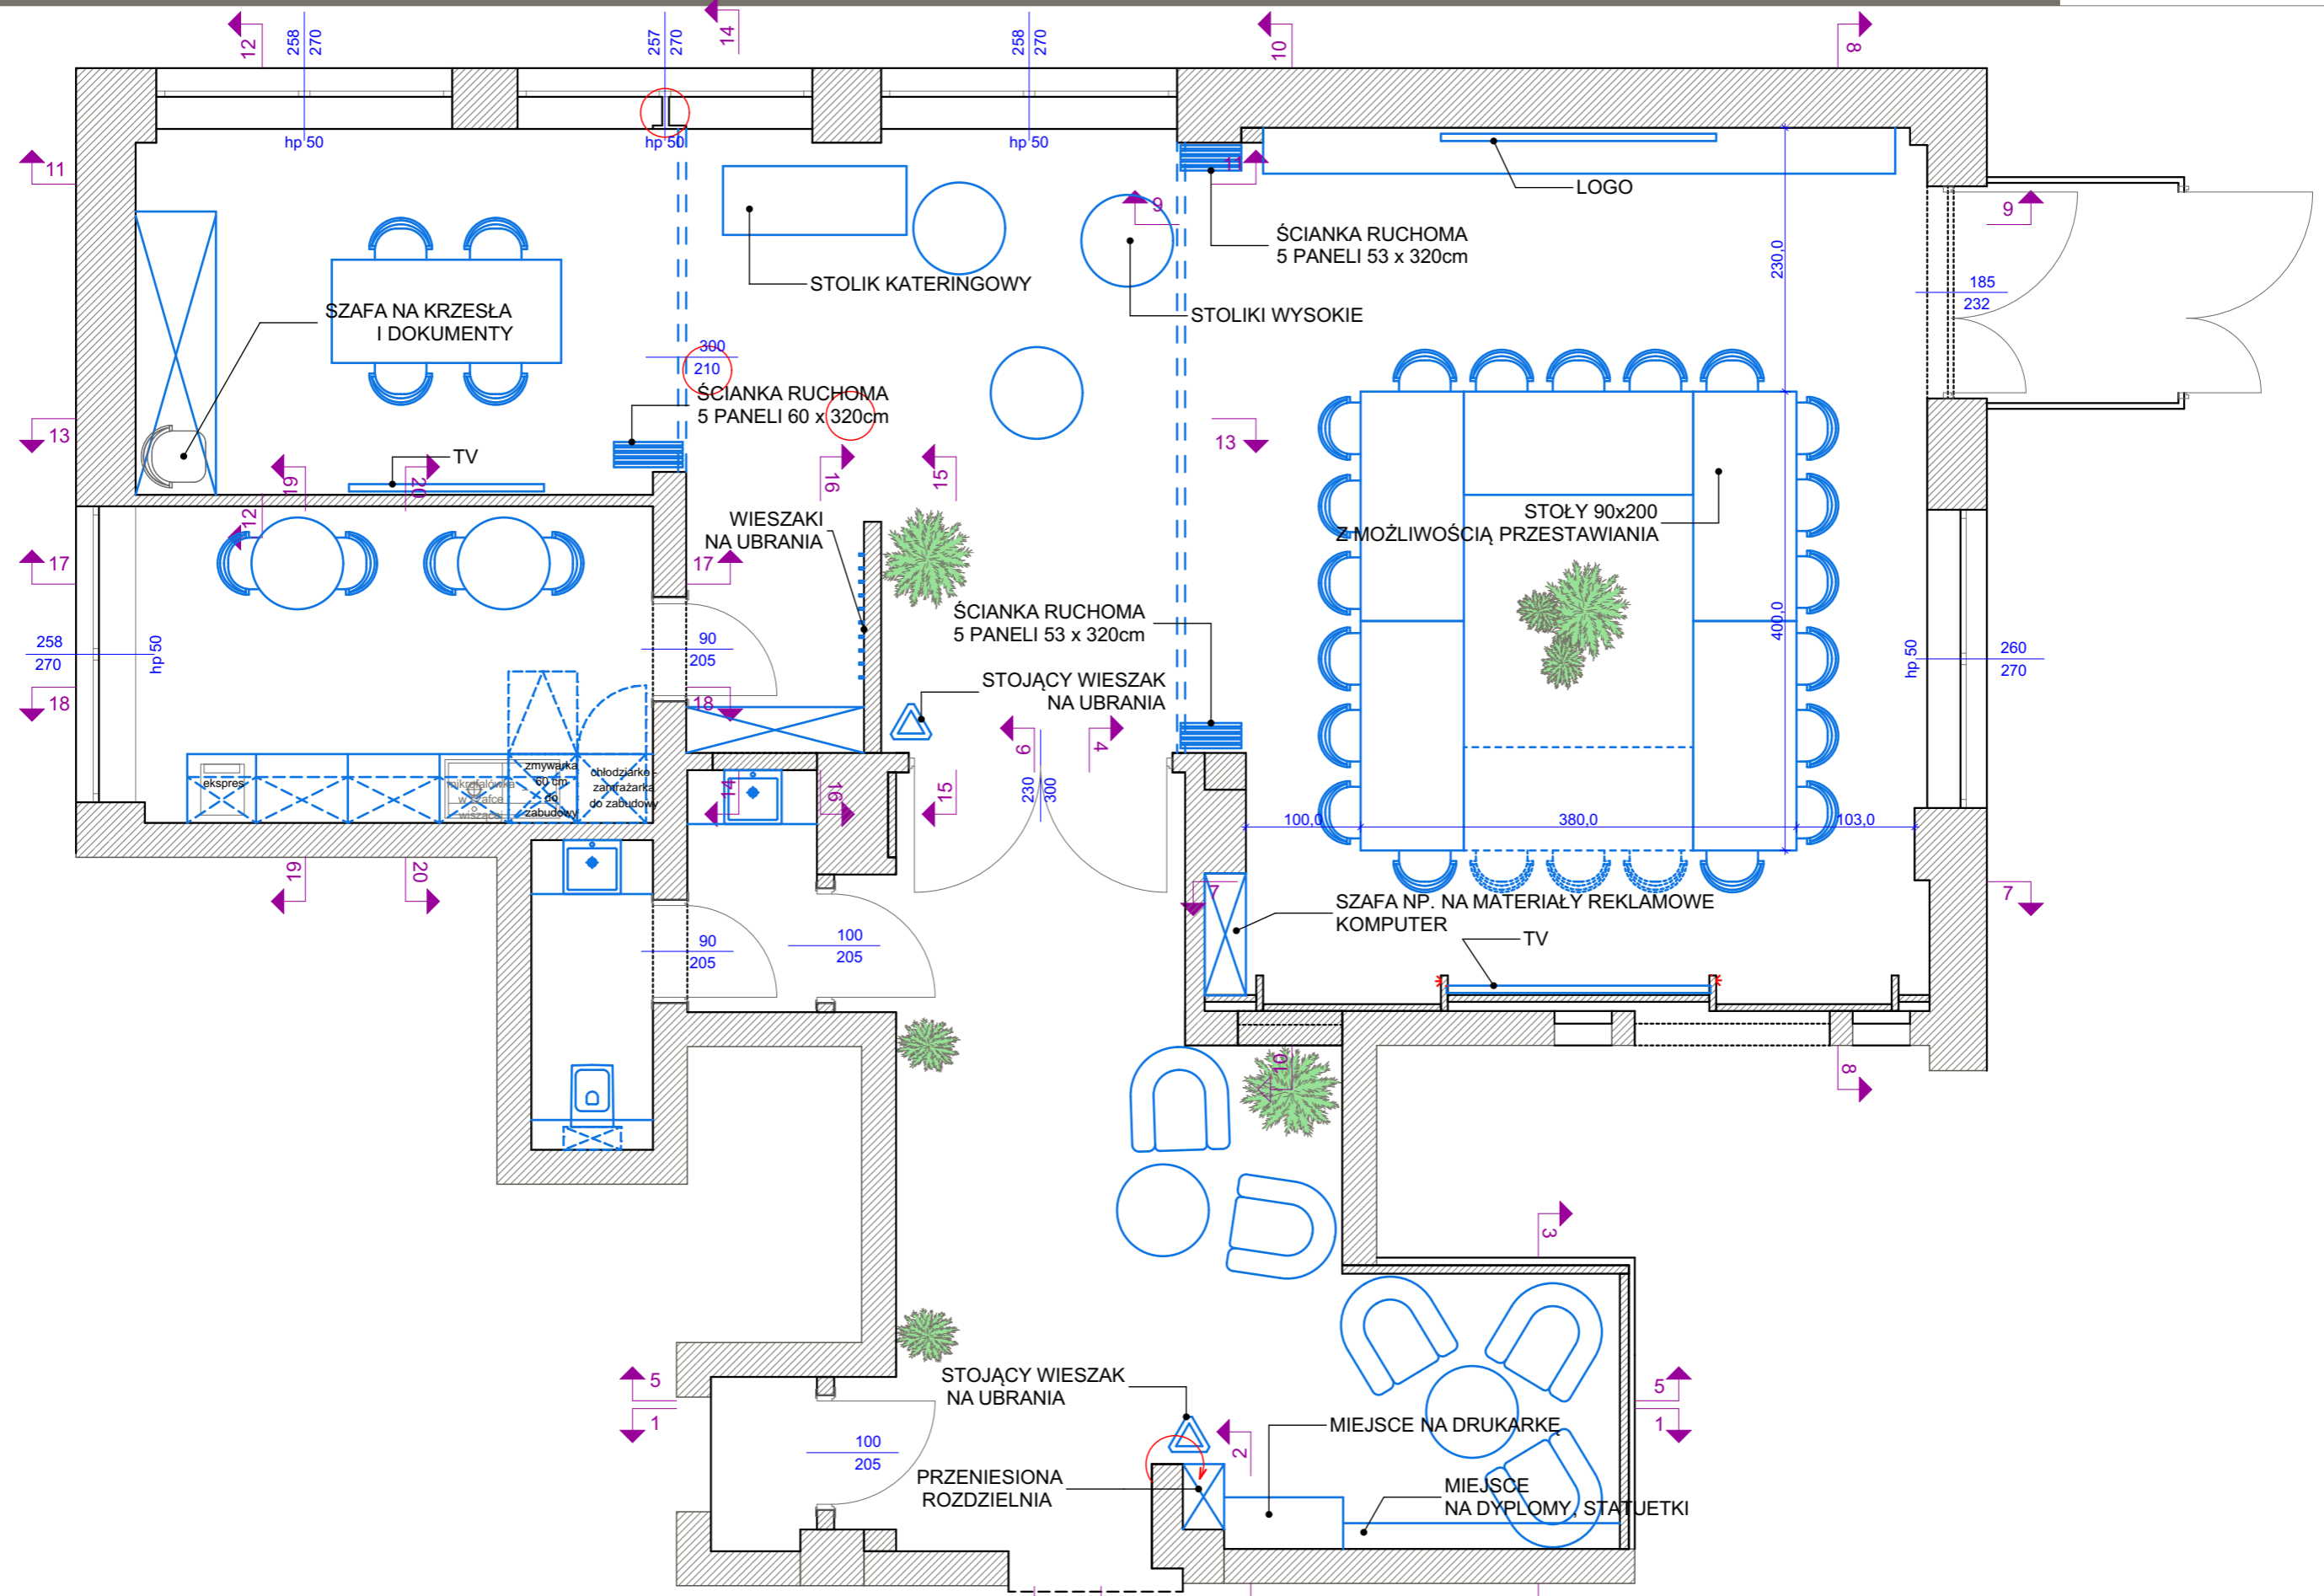 12
258
270
257
270
14
258
270
10
8
hp 50
hp 50
hp 50
11
11
LOGO
9
9
ŚCIANKA RUCHOMA
5 PANELI 53 x 320cm
230,0
STOLIK KATERINGOWY
185
232
SZAFA NA KRZESŁA
I DOKUMENTY
STOLIKI WYSOKIE
300
210
ŚCIANKA RUCHOMA
5 PANELI 60 x 320cm
13
13
TV
19
20
16
15
12
WIESZAKI
NA UBRANIA
STOŁY 90x200
Z MOŻLIWOŚCIĄ PRZESTAWIANIA
17
17
ŚCIANKA RUCHOMA
5 PANELI 53 x 320cm
400,0
258
270
hp 50
90
205
hp 50
260
270
STOJĄCY WIESZAK
NA UBRANIA
18
18
6
4
230
300
ekspres
mikrofalówka
w szafce
wiszącej
zmywarka
60 cm
do
zabudowy
chłodziarko -
zamrażarka
do zabudowy
14
16
15
100,0
380,0
103,0
19
20
7
7
SZAFA NP. NA MATERIAŁY REKLAMOWE
KOMPUTER
90
205
100
205
TV
10
8
3
5
1
STOJĄCY WIESZAK
NA UBRANIA
5
1
MIEJSCE NA DRUKARKĘ
2
100
205
PRZENIESIONA
ROZDZIELNIA
MIEJSCE
NA DYPLOMY, STATUETKI